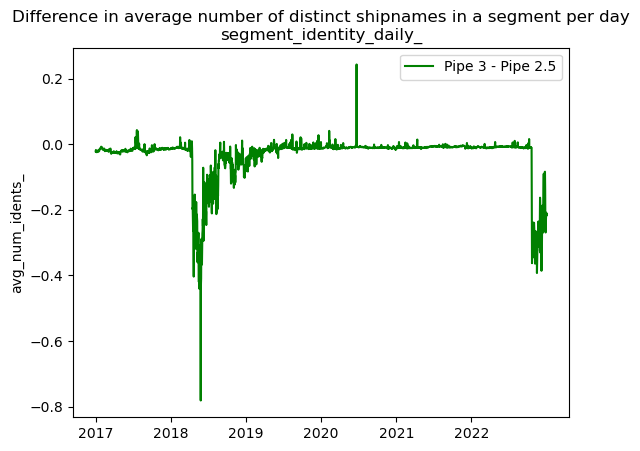 Difference in average number of distinct shipnames in a segment per day
segment_identity_daily_
Pipe 3 - Pipe 2.5
avg_num_idents_
0.2
0.0
−0.2
−0.4
−0.6
−0.8
2017 2018 2019 2020 2021 2022